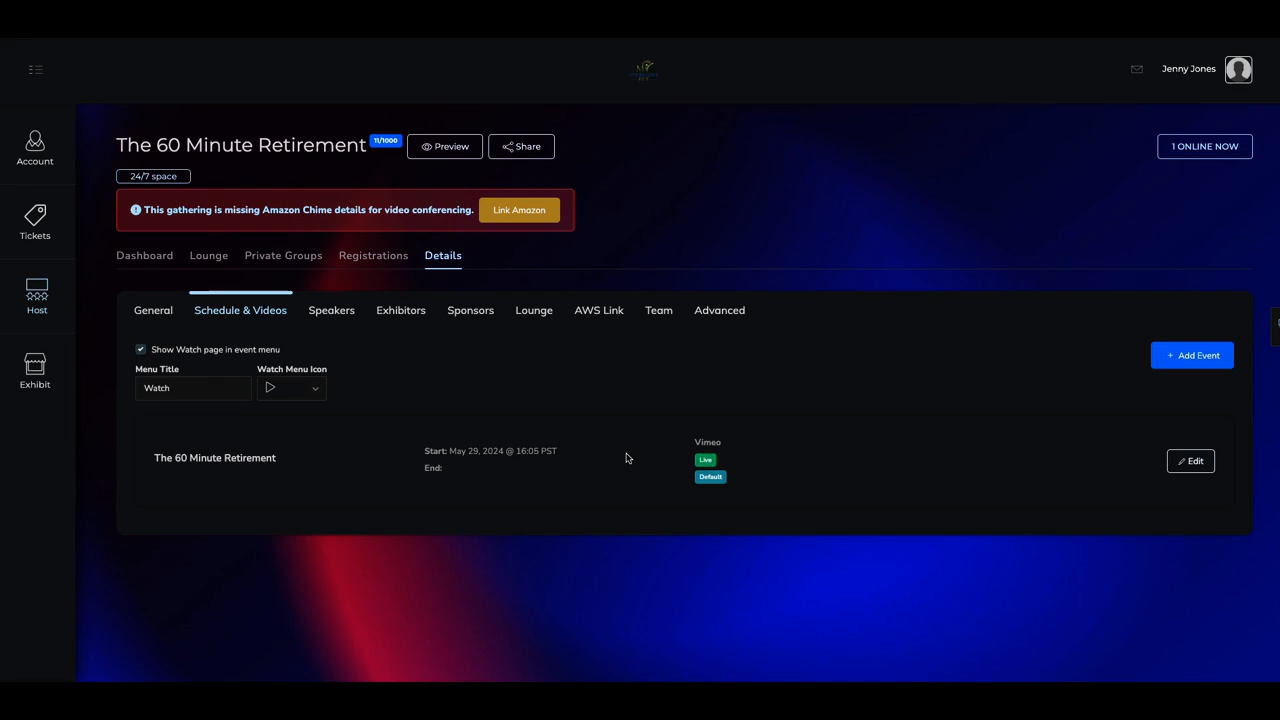 Jenny Jones
Account
Tickets
Host
Exhibit
The 60 Minute Retirement 11/1000 Preview Share 1 ONLINE NOW
24/7 space
This gathering is missing Amazon Chime details for video conferencing. Link Amazon
Dashboard Lounge Private Groups Registrations Details
General Schedule & Videos Speakers Exhibitors Sponsors Lounge AWS Link Team Advanced
Show Watch page in event menu
+ Add Event
Menu Title Watch Menu Icon
Watch
The 60 Minute Retirement
Start: May 29, 2024 @ 16:05 PST
End:
Vimeo
Live
Default
Edit